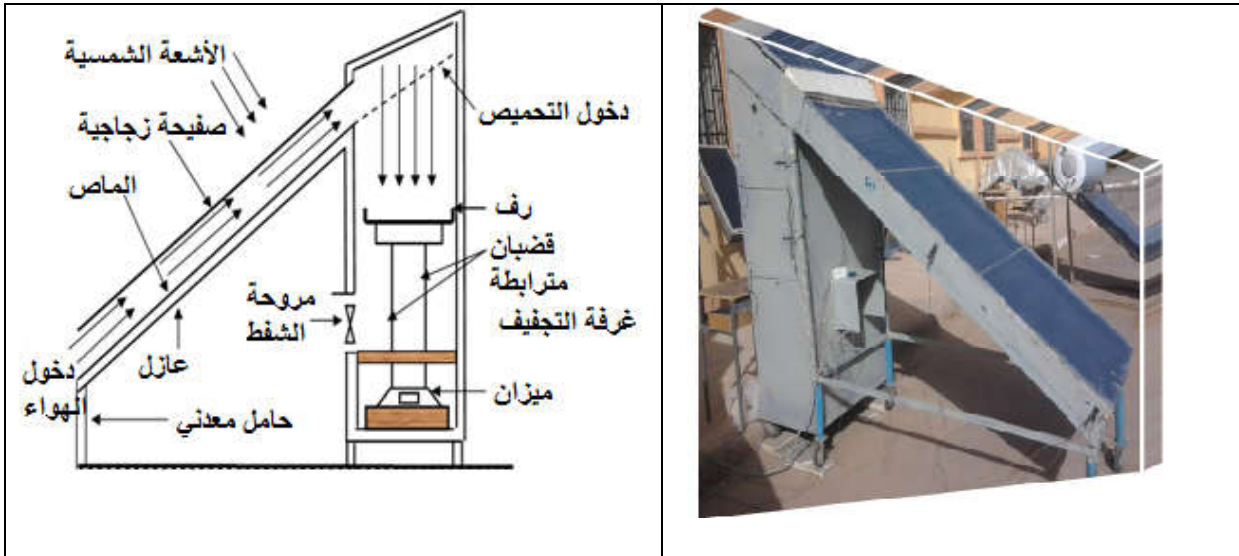 الأشعة الشمسية
صفيحة زجاجية
الماص
دخول التحميص
رف
قضبان
مترابطة
مروحة
الشفط
غرفة التجفيف
عازل
دخول
الهواء
ميزان
حامل معدني